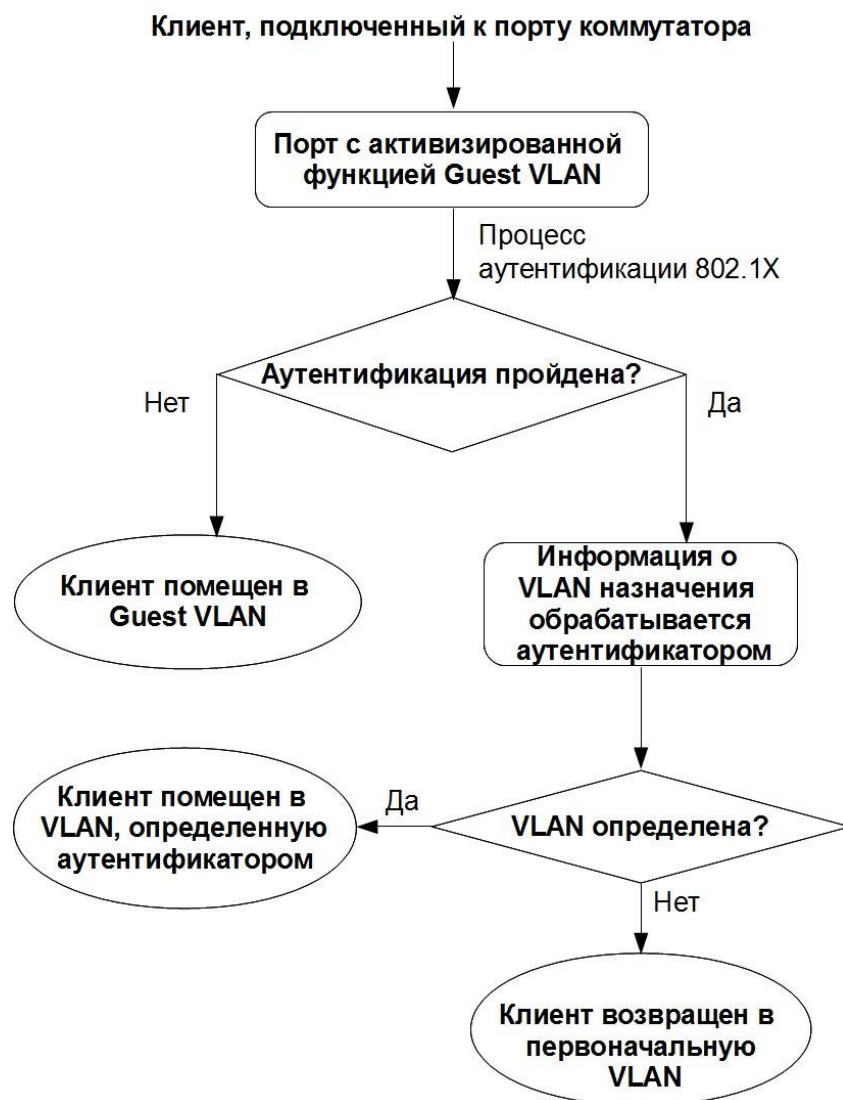 Клиент, подключенный к порту коммутатора
Порт с активизированной
функцией Guest VLAN
Процесс
аутентификации 802.1X
Аутентификация пройдена?
Нет
Да
Клиент помещен в
Guest VLAN
Информация о
VLAN назначения
обрабатывается
аутентификатором
Клиент помещен в
VLAN, определенную
аутентификатором
Да
VLAN определена?
Нет
Клиент возвращен в
первоначальную
VLAN